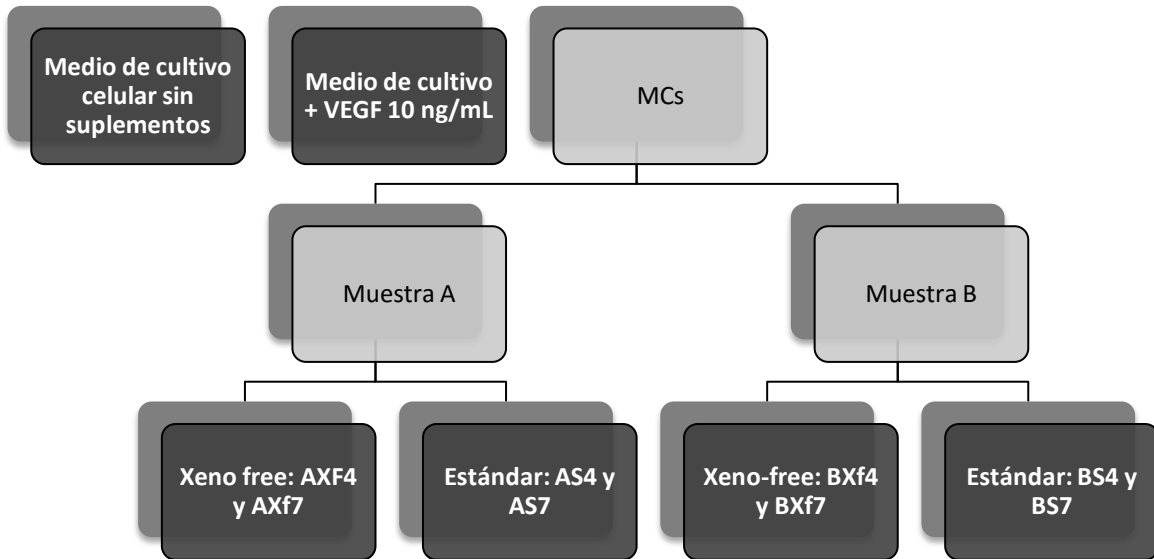 Medio de cultivo
celular sin
suplementos
Medio de cultivo
+ VEGF 10 ng/mL
MCs
Muestra A
Muestra B
Xeno free: AXF4
y AXf7
Estándar: AS4 y
AS7
Xeno-free: BXf4
y BXf7
Estándar: BS4 y
BS7